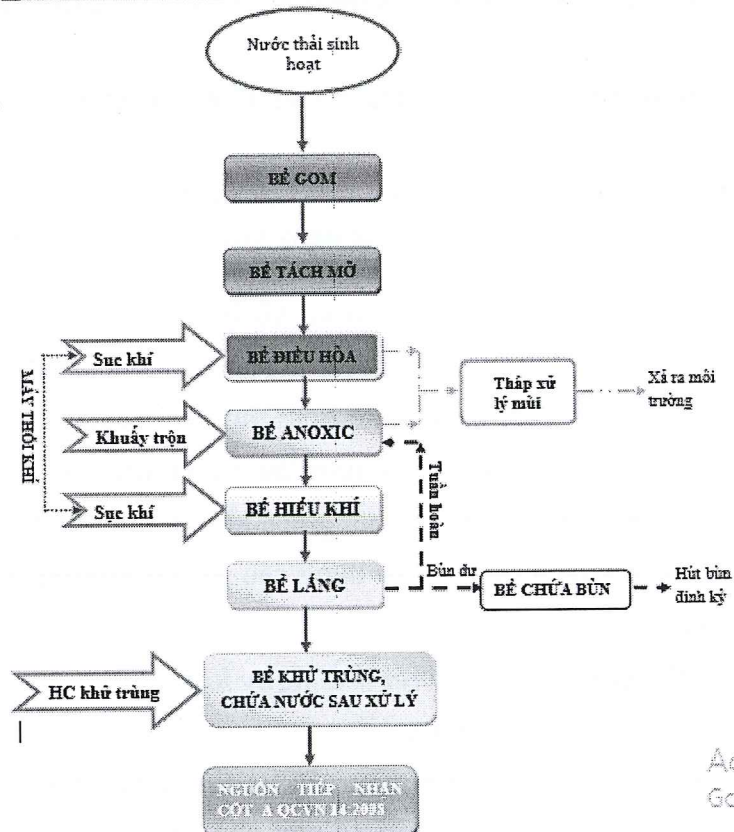 Nước thải sinh
hoạt
BỂ GOM
BỂ TÁCH MỠ
Sục khí
BỂ ĐIỀU HÒA
Tháp xử
lý mùi
Xả ra môi
trường
MÁY THỔI KHÍ
Khuấy trộn
BỂ ANOXIC
Tuần hoàn
Sục khí
BỂ HIẾU KHÍ
BỂ LẮNG
Bùn dư
BỂ CHỨA BÙN
Hút bùn
định kỳ
HC khử trùng
BỂ KHỬ TRÙNG,
CHỨA NƯỚC SAU XỬ LÝ
NGUỒN TIẾP NHẬN
CỘT A QCVN 14:2008